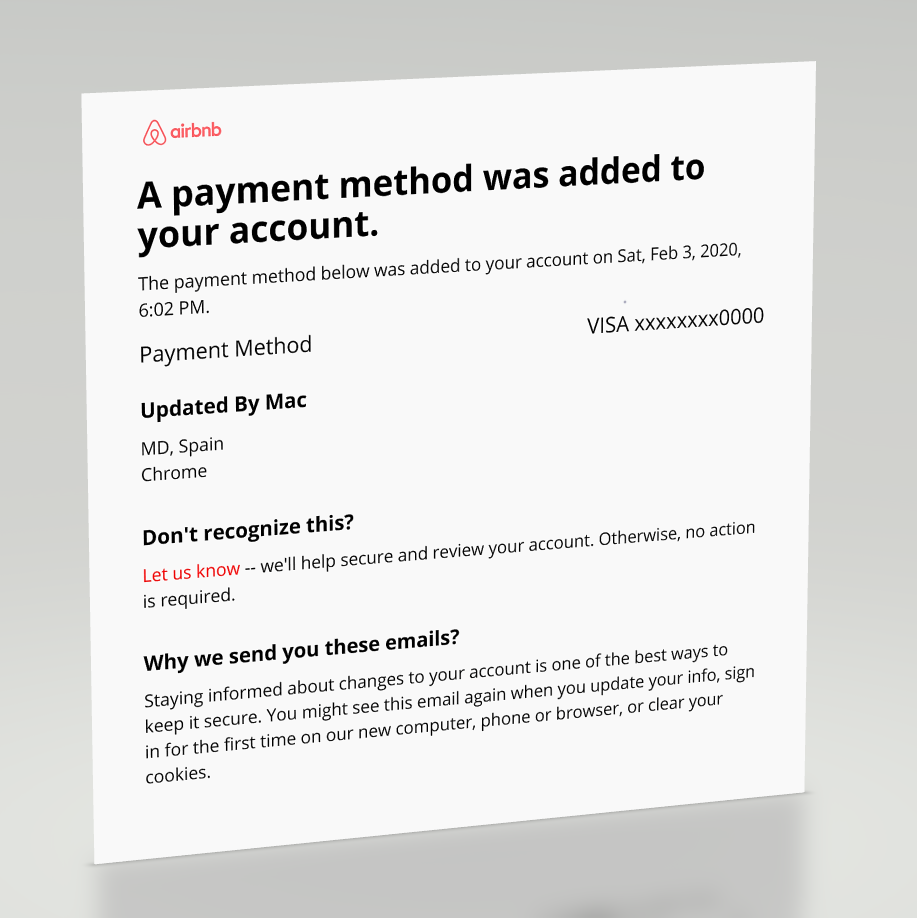 airbnb
A payment method was added to
your account.
The payment method below was added to your account on Sat, Feb 3, 2020,
6:02 PM.
Payment Method VISA xxxxxxxx0000
Updated By Mac
MD, Spain
Chrome
Don't recognize this?
Let us know -- we'll help secure and review your account. Otherwise, no action
is required.
Why we send you these emails?
Staying informed about changes to your account is one of the best ways to
keep it secure. You might see this email again when you update your info, sign
in for the first time on our new computer, phone or browser, or clear your
cookies.